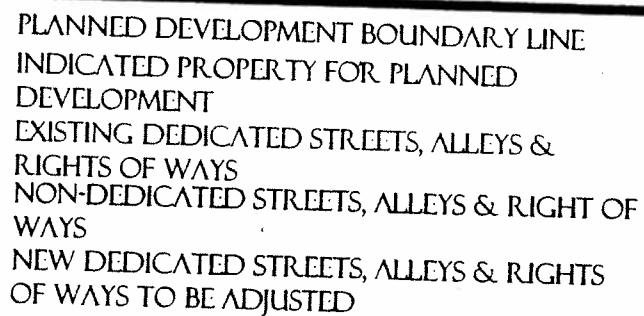 PLANNED DEVELOPMENT BOUNDARY LINE
INDICATED PROPERTY FOR PLANNED
DEVELOPMENT
EXISTING DEDICATED STREETS, ALLEYS &
RIGHTS OF WAYS
NON-DEDICATED STREETS, ALLEYS & RIGHT OF
WAYS
NEW DEDICATED STREETS, ALLEYS & RIGHTS
OF WAYS TO BE ADJUSTED